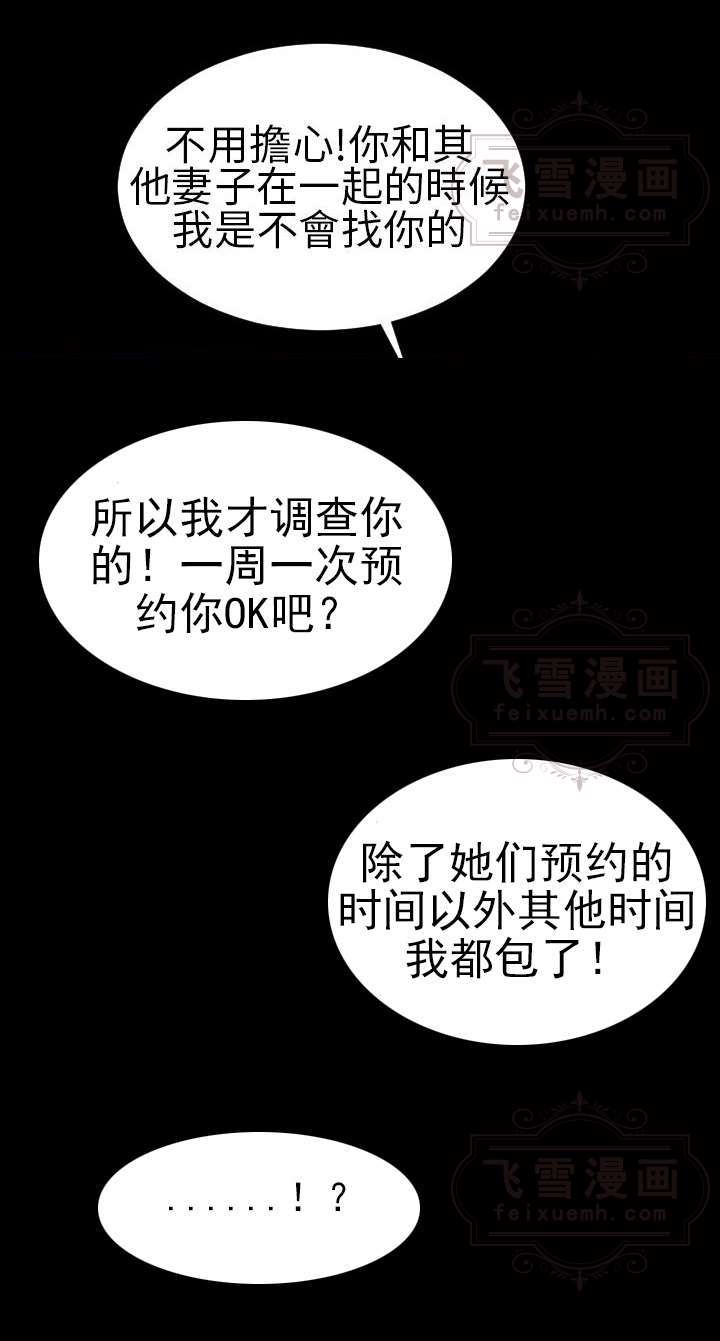 不用擔心!你和其
他妻子在一起的時候
我是不會找你的
飞雪漫画
feixuemh.com
所以我才调查你
的！一周一次预
约你OK吧？
飞雪漫画
feixuemh.com
除了她们预约的
时间以外其他时间
我都包了！
......！？
飞雪漫画
feixuemh.com